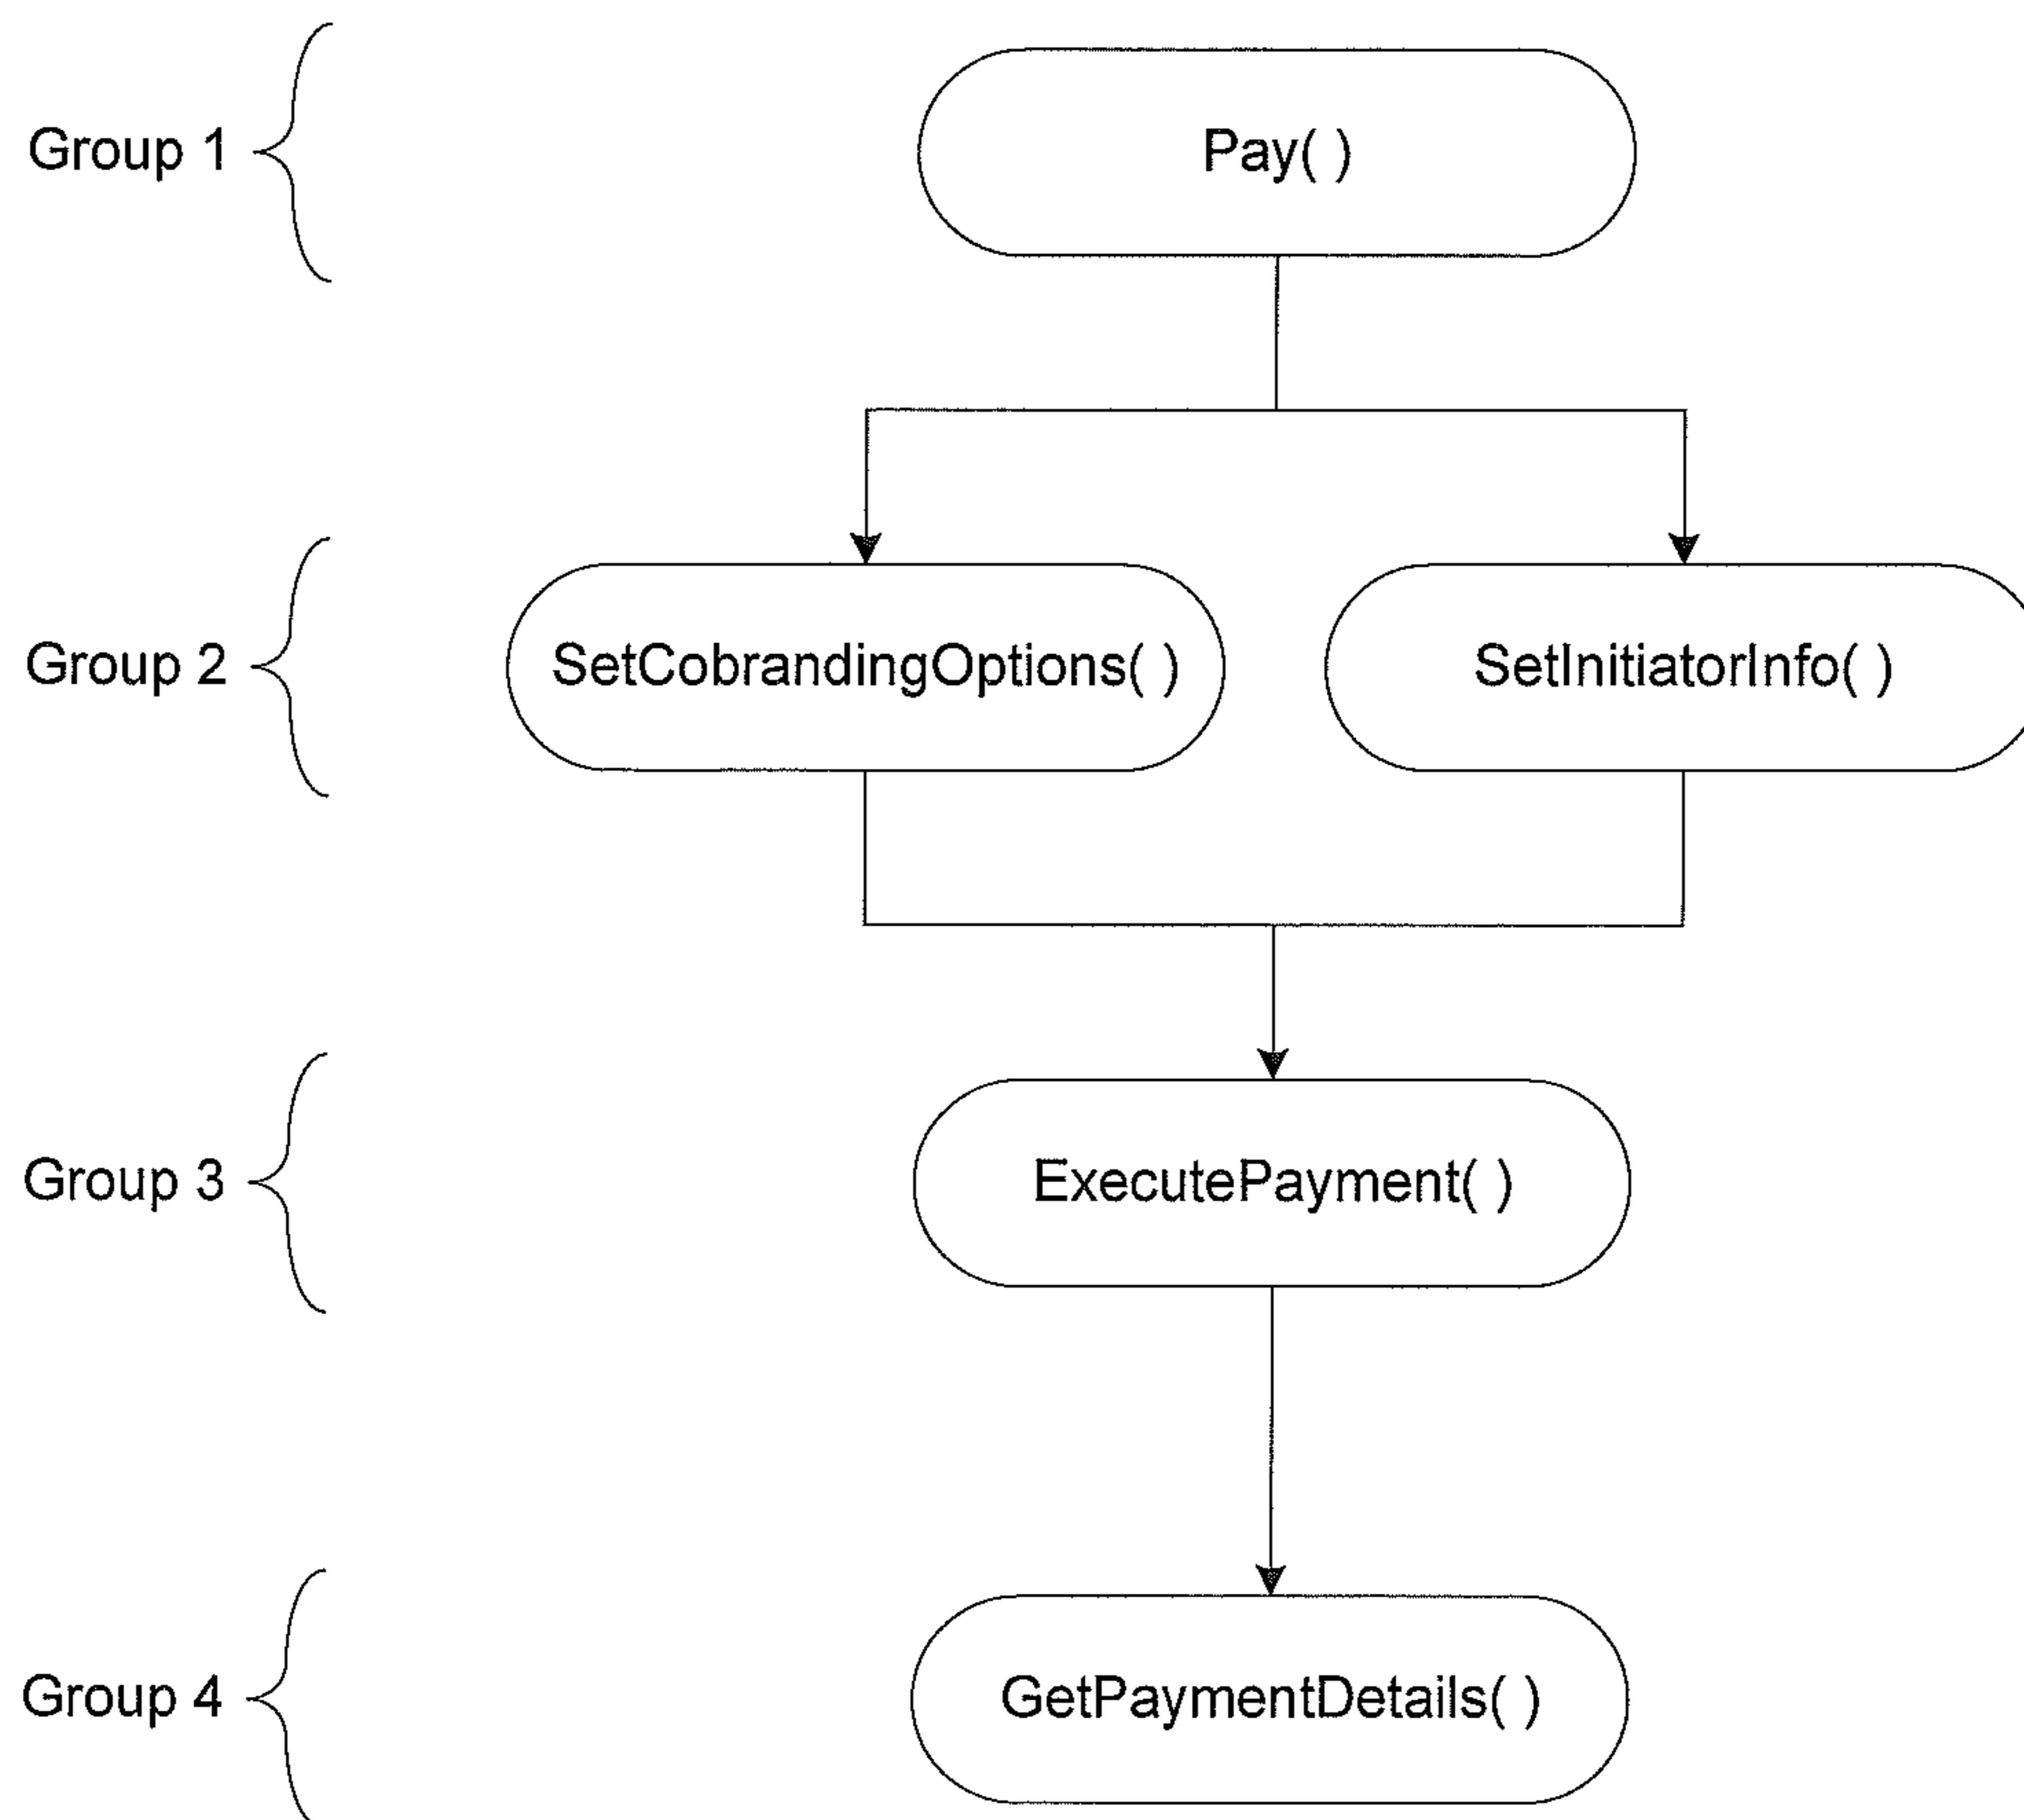 Group 1
Pay( )
Group 2
SetCobrandingOptions( )
SetInitiatorInfo( )
Group 3
ExecutePayment( )
Group 4
GetPaymentDetails( )